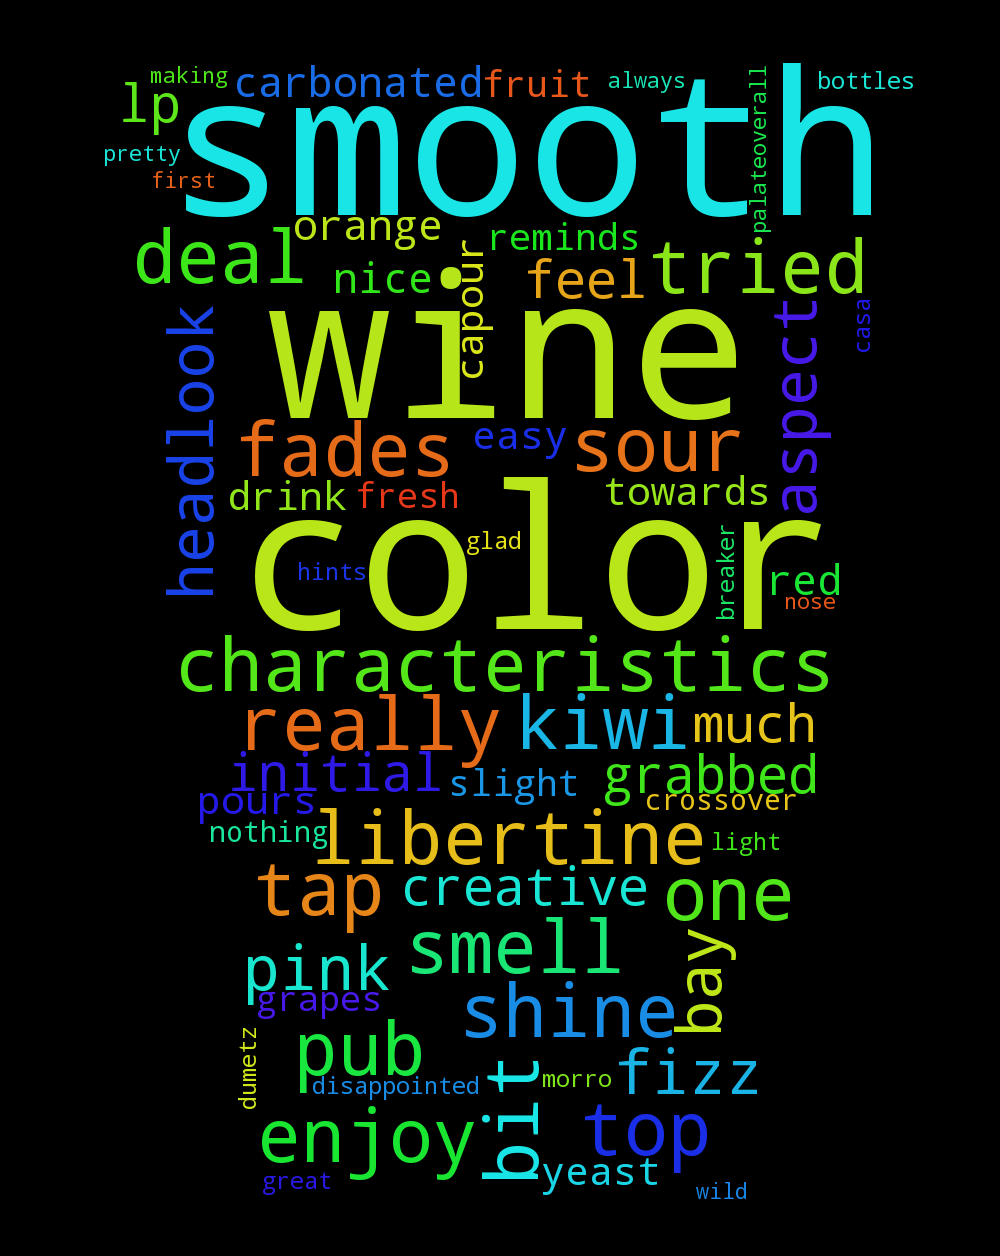 making
carbonated
fruit
always
palateoverall
bottles
lp
smooth
pretty
first
orange
deal
reminds
capour
tried
nice
feel
wine
casa
headlook
aspect
fades
easy
sour
drink
fresh
towards
color
glad
hints
breaker
red
nose
characteristics
really
kiwi
much
initial
slight
grabbed
pours
crossover
nothing
libertine
light
tap
creative
one
smell
bay
pink
grapes
shine
pub
dumetz
disappointed
bit
morro
fizz
enjoy
top
yeast
great
wild